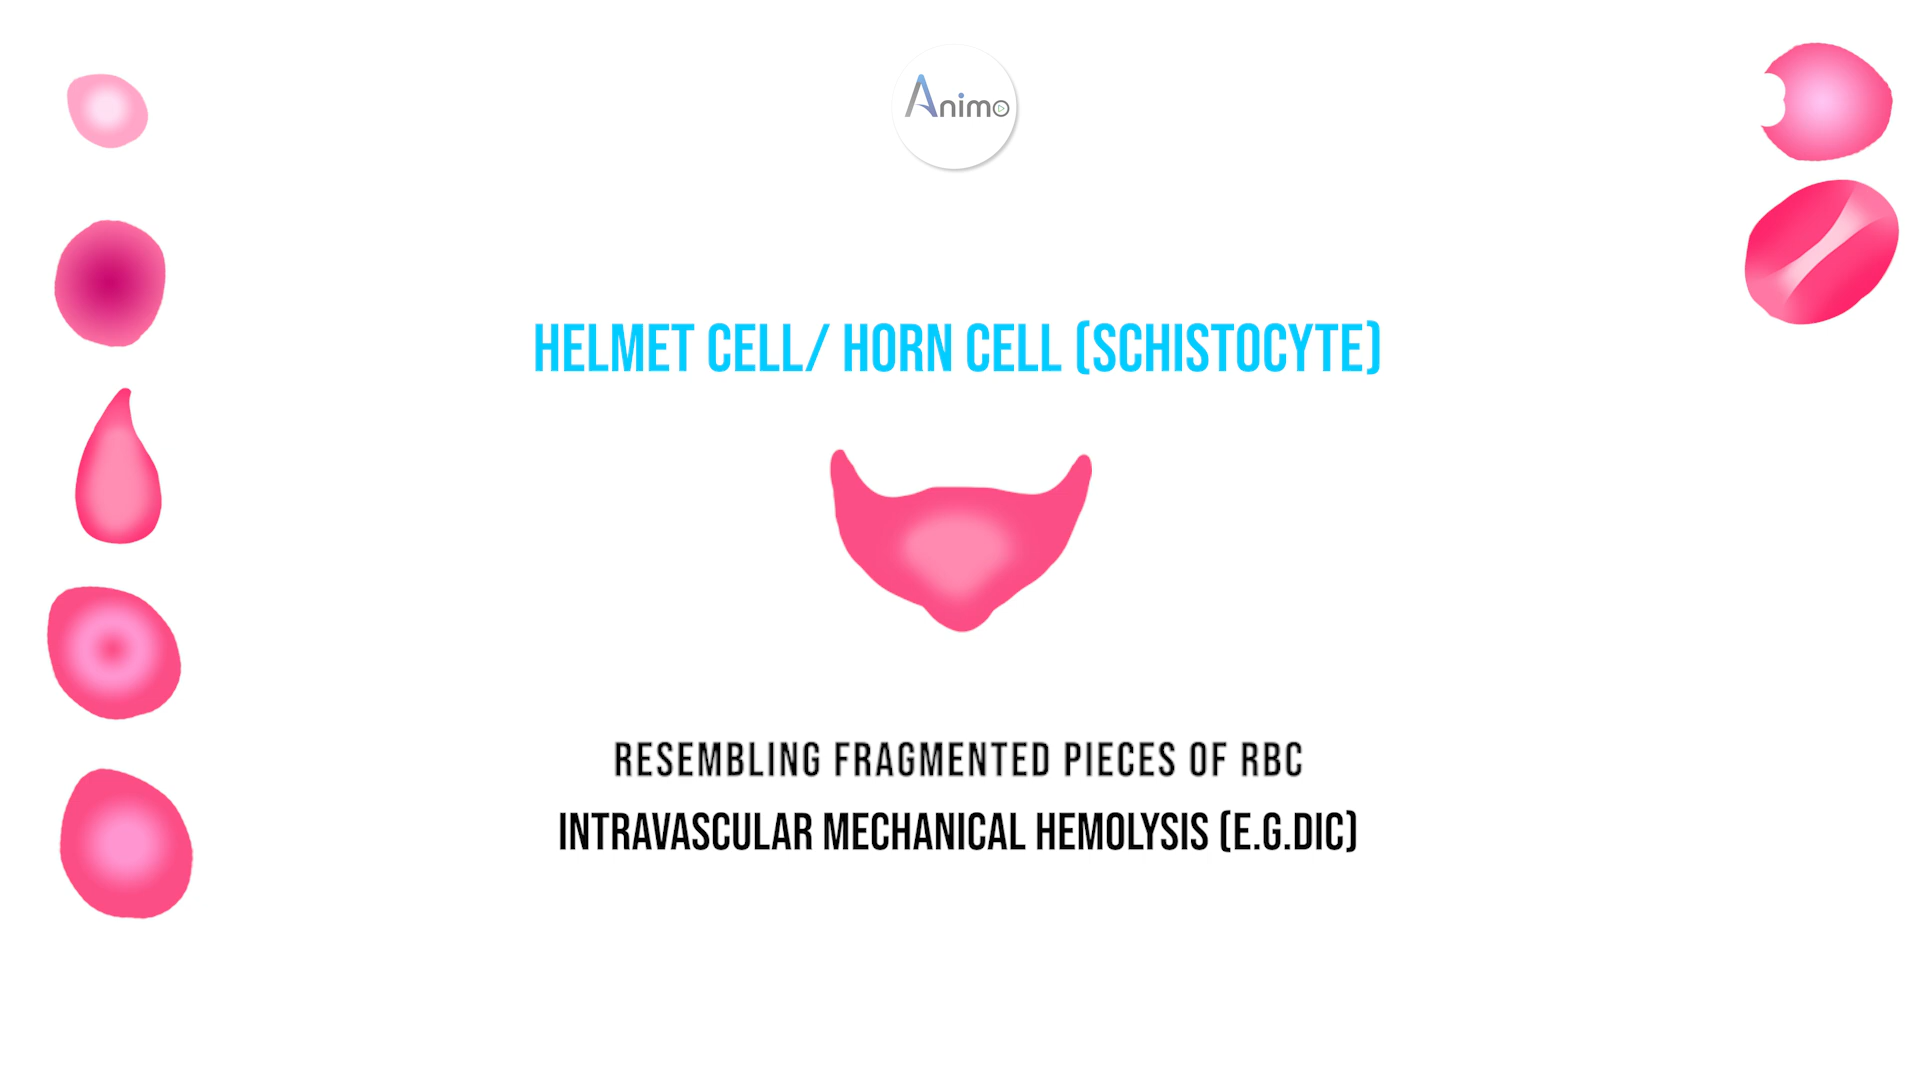 Animo
HELMET CELL/ HORN CELL (SCHISTOCYTE)
RESEMBLING FRAGMENTED PIECES OF RBC
INTRAVASCULAR MECHANICAL HEMOLYSIS (E.G.DIC)